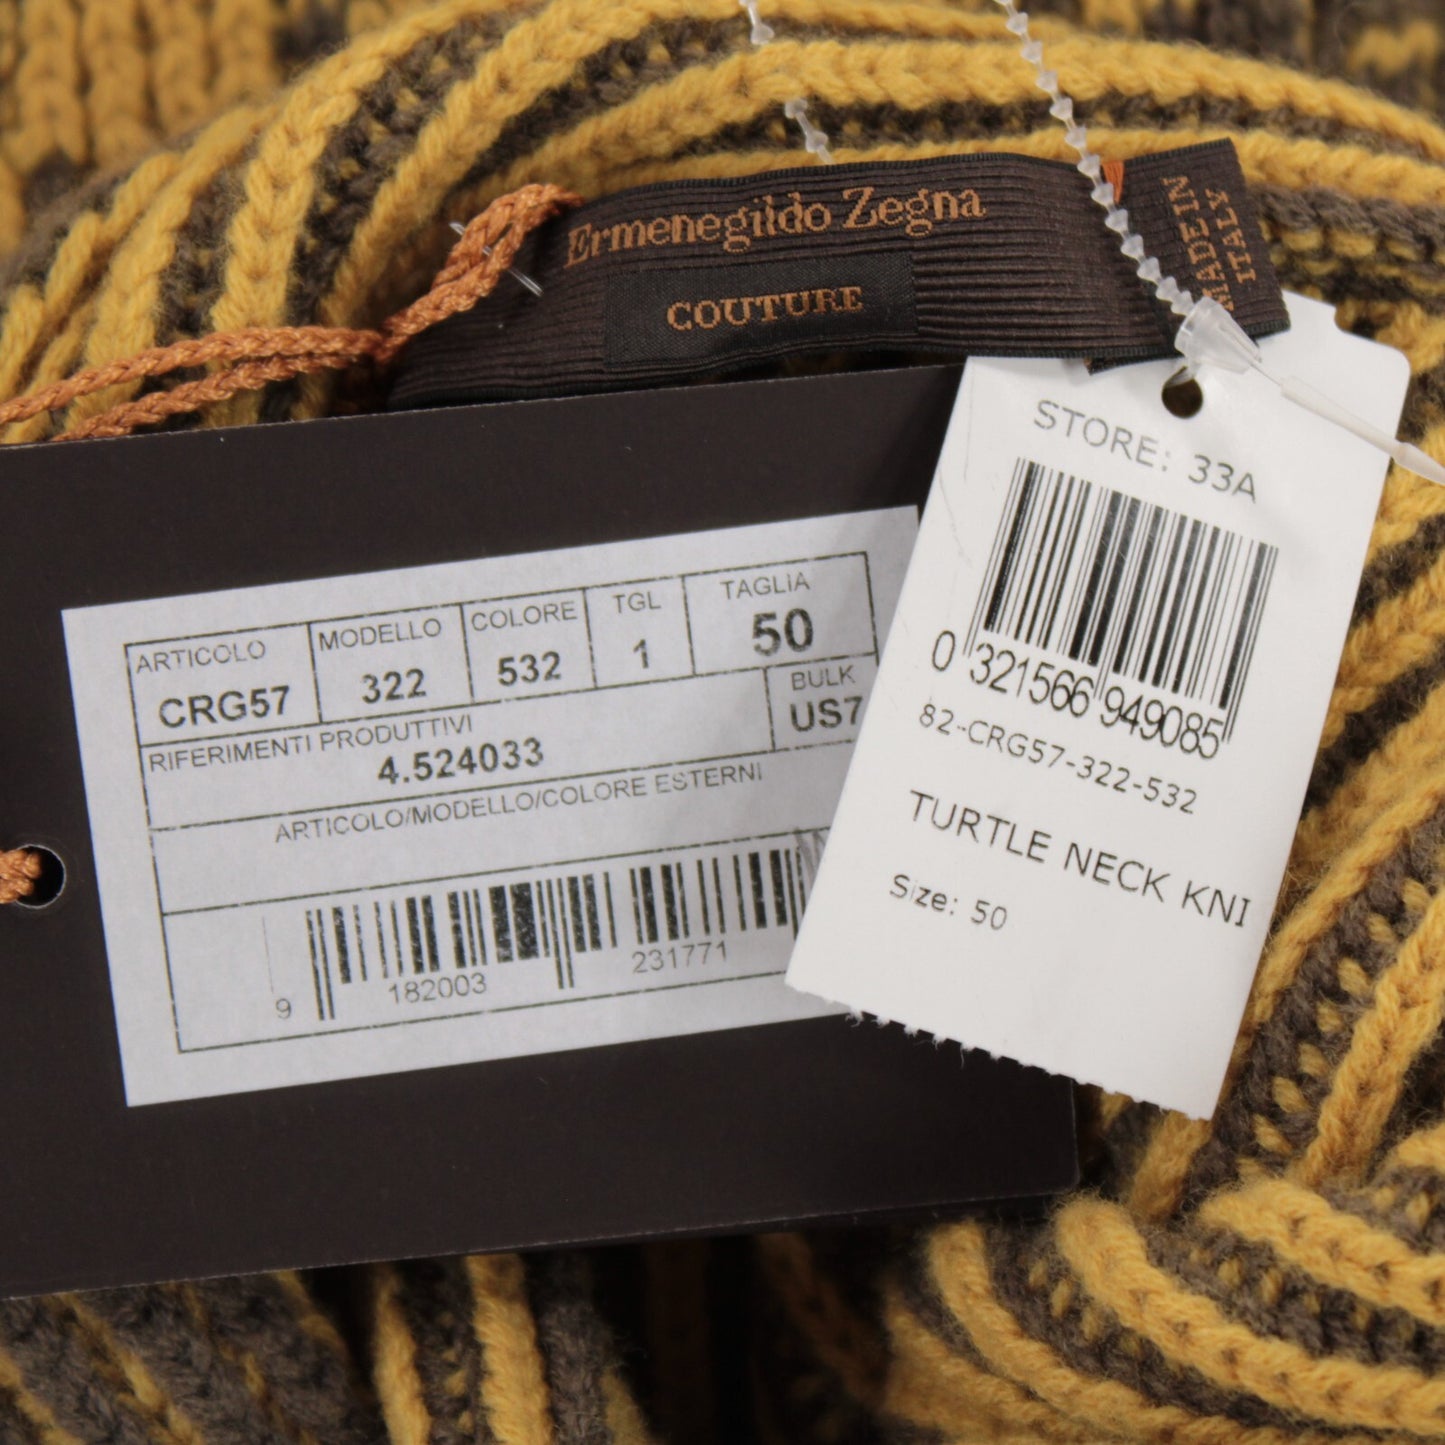 Ermenegildo Zegna
COUTURE
MADE IN
ITALY
STORE: 33A
0 321566 949085
82-CRG57-322-532
TURTLE NECK KNI
Size: 50
ARTICOLO
CRG57
MODELLO
322
COLORE
532
TGL
1
TAGLIA
50
RIFERIMENTI PRODUTTIVI
4.524033
BULK
US7
ARTICOLO/MODELLO/COLORE ESTERNI
9 182003 231771